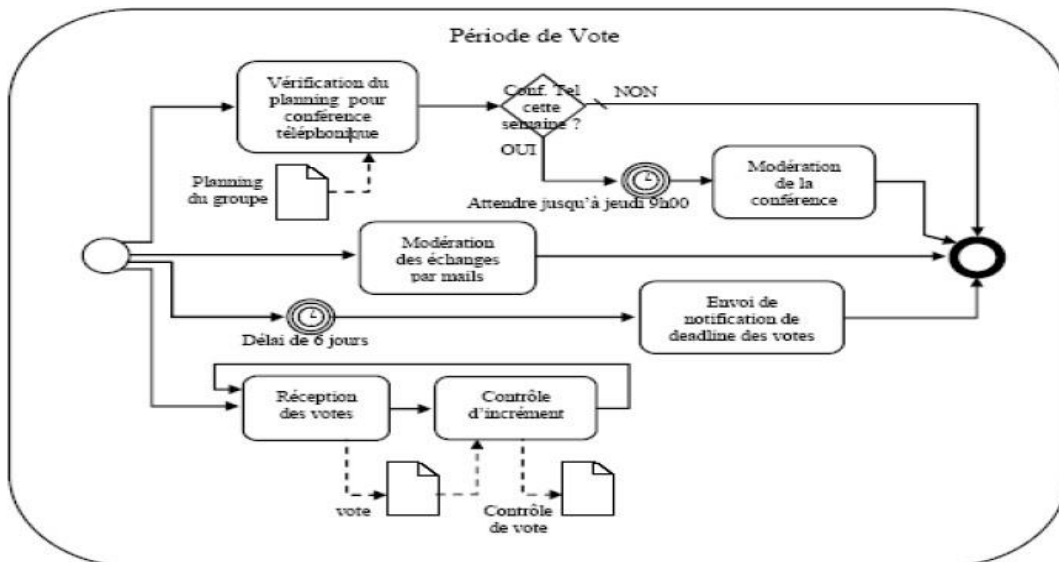 Période de Vote
Vérification du
planning pour
conférence
téléphonique
Conf. Tel
cette
semaine ?
NON
OUI
Planning
du groupe
Attendre jusqu'à jeudi 9h00
Modération
de la
conférence
Modération
des échanges
par mails
Délai de 6 jours
Envoi de
notification de
deadline des votes
Réception
des votes
Contrôle
d'incrément
vote
Contrôle
de vote